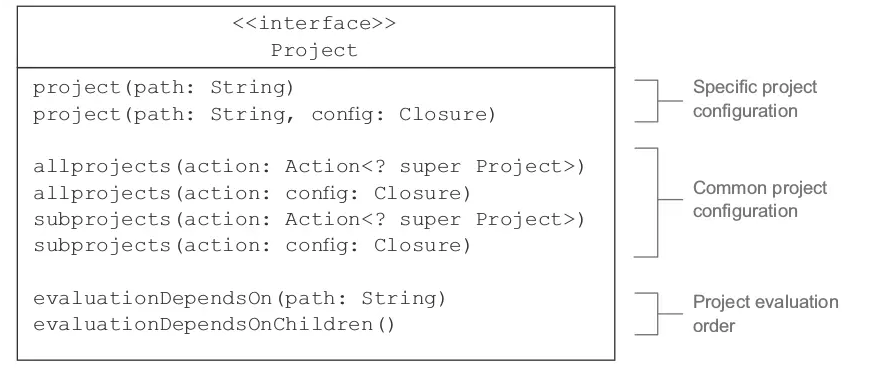 <<interface>>
Project
project(path: String)
project(path: String, config: Closure)
allprojects(action: Action<? super Project>)
allprojects(action: config: Closure)
subprojects(action: Action<? super Project>)
subprojects(action: config: Closure)
evaluationDependsOn(path: String)
evaluationDependsOnChildren()
Specific project
configuration
Common project
configuration
Project evaluation
order